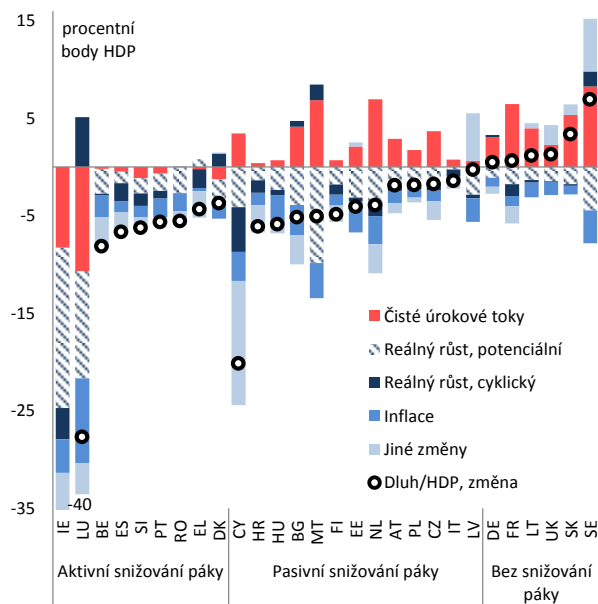 15
procentní
body HDP
5
-5
-15
-25
-35
-40
Čisté úrokové toky
Reálný růst, potenciální
Reálný růst, cyklický
Inflace
Jiné změny
Dluh/HDP, změna
IE LU BE ES SI PT RO EL DK CY HR HU BG MT FI EE NL AT PL CZ IT LV DE FR LT UK SK SE
Aktivní snižování páky
Pasivní snižování páky
Bez snižování
páky